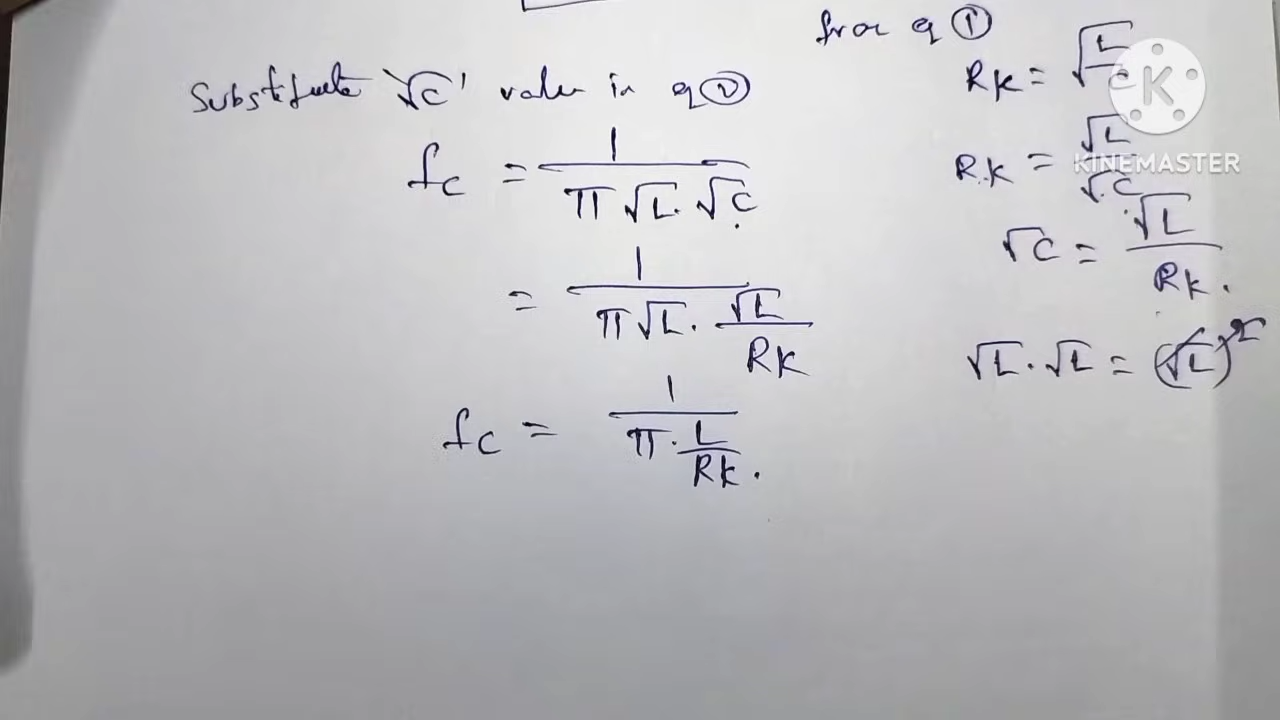 from eq ①
RK = √L/C
Substitute '√C' value in eq ②
fc = 1/(π√L.√C)
RK = √L/√C
√C = √L/RK.
= 1/(π√L . √L/RK)
√L.√L = (√L)²
fc = 1/(π. L/RK).
K
KINEMASTER